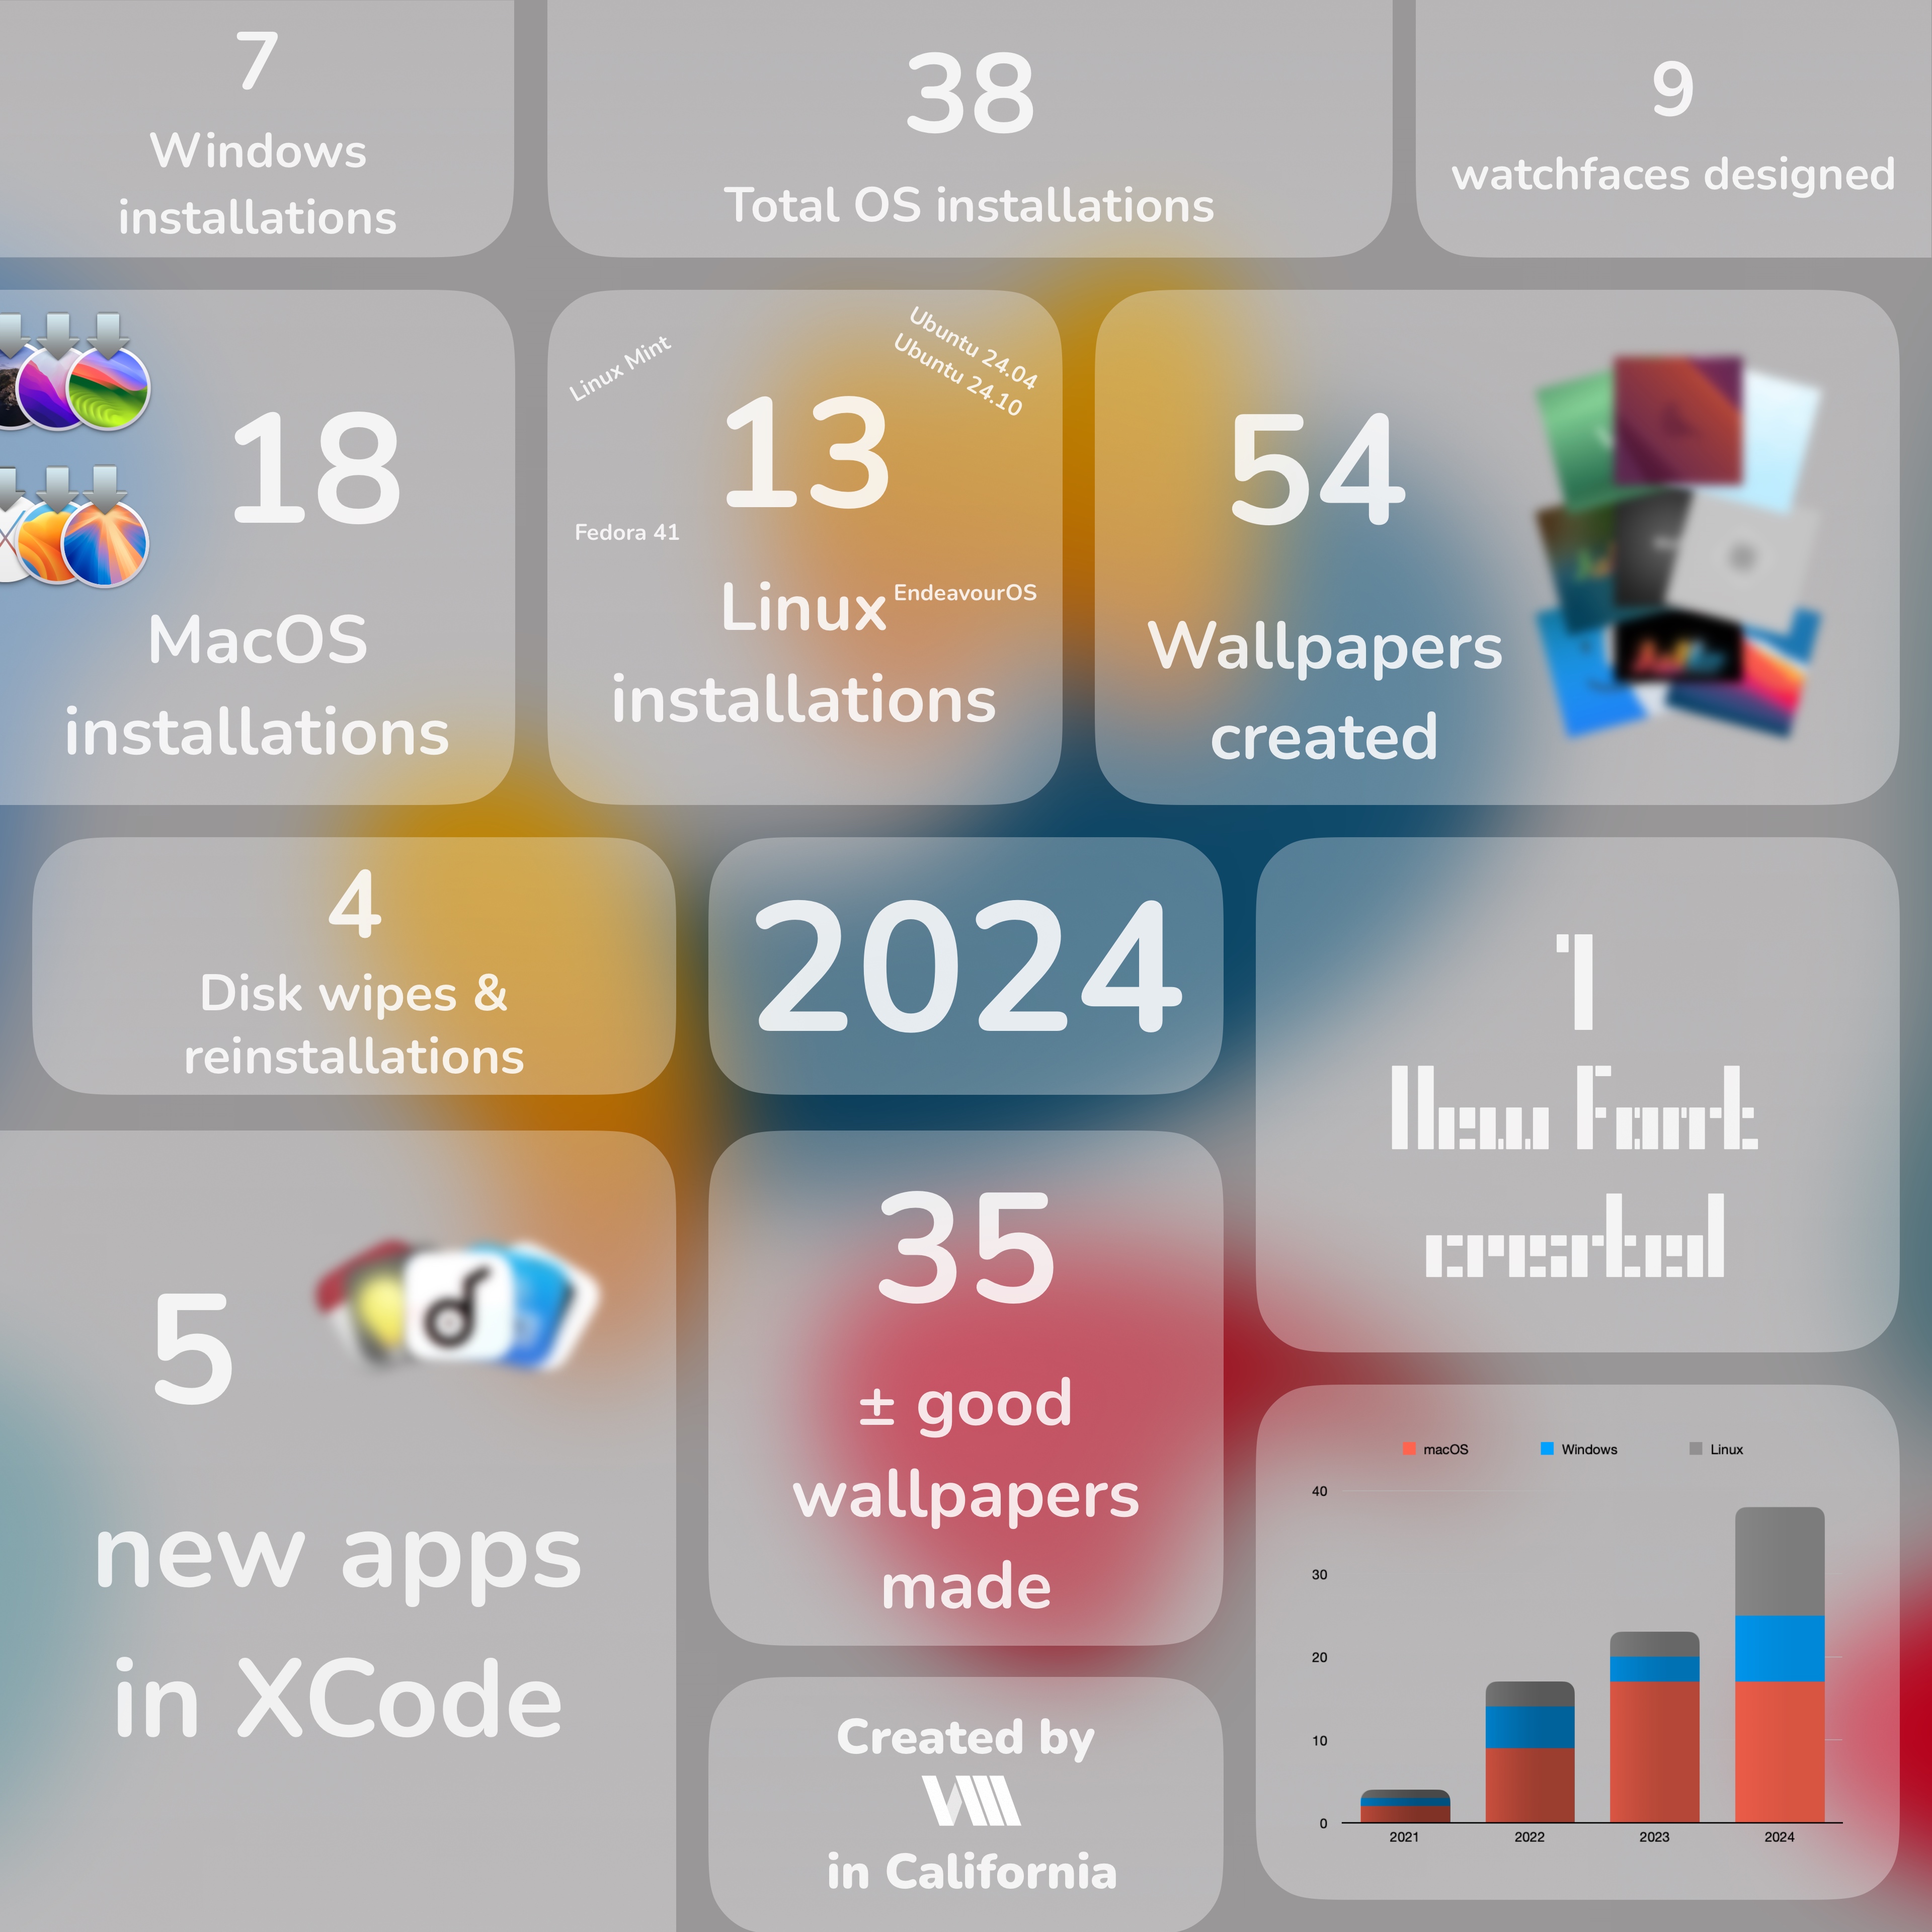 7
Windows
installations
38
Total OS installations
9
watchfaces designed
18
MacOS
installations
Linux Mint
Ubuntu 24.04
Ubuntu 24.10
13
Fedora 41
EndeavourOS
Linux
installations
54
Wallpapers
created
4
Disk wipes &
reinstallations
2024
1
New Font
created
5
new apps
in XCode
35
± good
wallpapers
made
Created by
in California
macOS
Windows
Linux
40
30
20
10
0
2021
2022
2023
2024